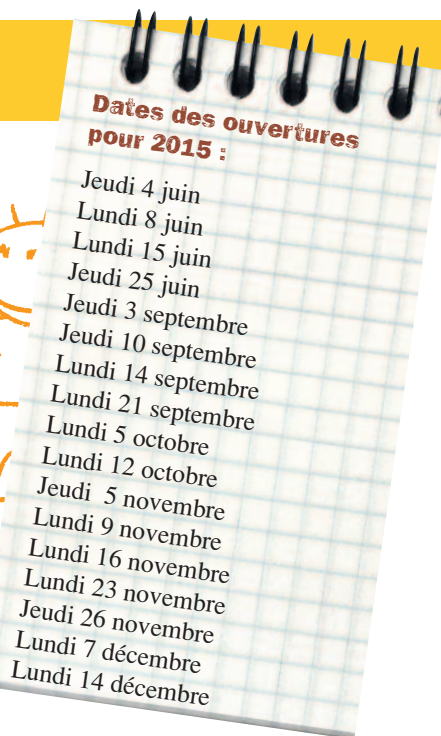 Dates des ouvertures
pour 2015 :
Jeudi 4 juin
Lundi 8 juin
Lundi 15 juin
Jeudi 25 juin
Jeudi 3 septembre
Jeudi 10 septembre
Lundi 14 septembre
Lundi 21 septembre
Lundi 5 octobre
Lundi 12 octobre
Jeudi  5 novembre
Lundi 9 novembre
Lundi 16 novembre
Lundi 23 novembre
Jeudi 26 novembre
Lundi 7 décembre
Lundi 14 décembre